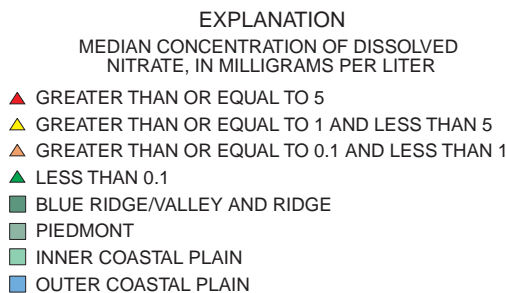 EXPLANATION
MEDIAN CONCENTRATION OF DISSOLVED
NITRATE, IN MILLIGRAMS PER LITER
GREATER THAN OR EQUAL TO 5
GREATER THAN OR EQUAL TO 1 AND LESS THAN 5
GREATER THAN OR EQUAL TO 0.1 AND LESS THAN 1
LESS THAN 0.1
BLUE RIDGE/VALLEY AND RIDGE
PIEDMONT
INNER COASTAL PLAIN
OUTER COASTAL PLAIN